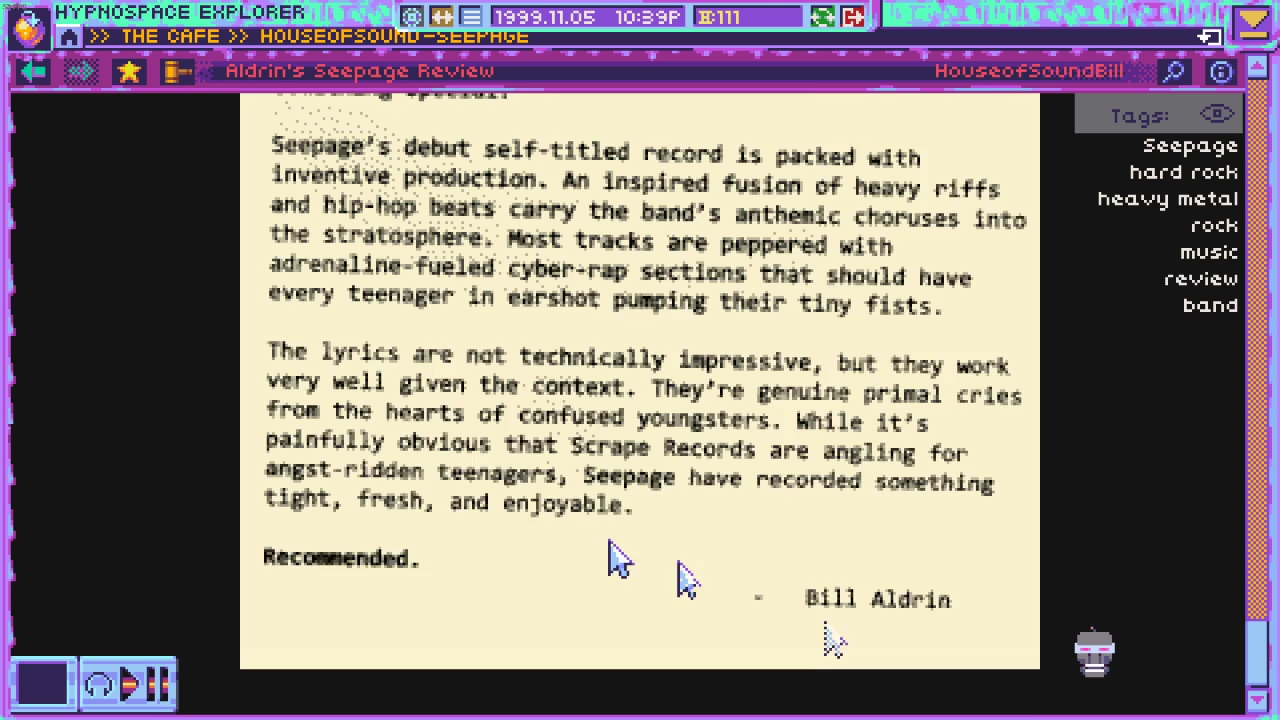 HYPNOSPACE EXPLORER
1999.11.05 10:39P
111
>> THE CAFE >> HOUSEOFSOUND-SEEPAGE
Aldrin's Seepage Review
HouseofSoundBill
Seepage's debut self-titled record is packed with
inventive production. An inspired fusion of heavy riffs
and hip-hop beats carry the band's anthemic choruses into
the stratosphere. Most tracks are peppered with
adrenaline-fueled cyber-rap sections that should have
every teenager in earshot pumping their tiny fists.
The lyrics are not technically impressive, but they work
very well given the context. They're genuine primal cries
from the hearts of confused youngsters. While it's
painfully obvious that Scrape Records are angling for
angst-ridden teenagers, Seepage have recorded something
tight, fresh, and enjoyable.
Recommended.
- Bill Aldrin
Tags:
Seepage
hard rock
heavy metal
rock
music
review
band